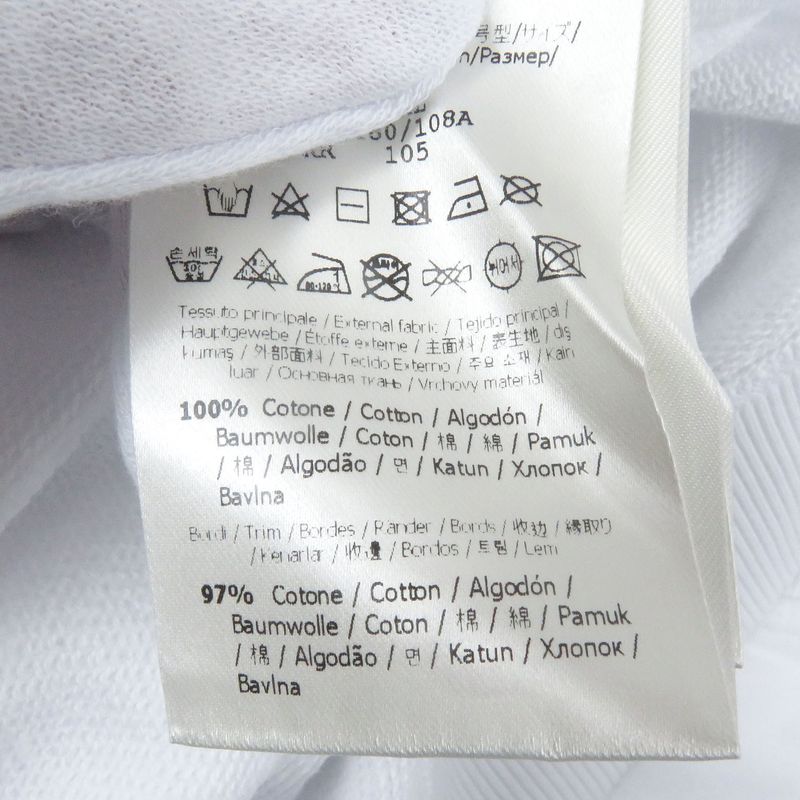 号型/サイズ/
/Размер/
/108A
105
손세탁
Tessuto principale / External fabric / Tejido principal /
Hauptgewebe / Étoffe externe / 主面料 / 表生地 / dış
kumaş / 外部面料 / Tecido Externo / 주요 소재 / Kain
luar / Основная ткань / Vrchovy materiál
100% Cotone / Cotton / Algodón /
Baumwolle / Coton / 棉 / 綿 / Pamuk
/ 棉 / Algodão / 면 / Katun / Хлопок /
Bavlna
Bordi / Trim / Bordes / Ränder / Bords / 收边 / 縁取り
/ Kenarlar / 收邊 / Bordos / 트림 / Lem
97% Cotone / Cotton / Algodón /
Baumwolle / Coton / 棉 / 綿 / Pamuk
/ 棉 / Algodão / 면 / Katun / Хлопок /
Bavlna